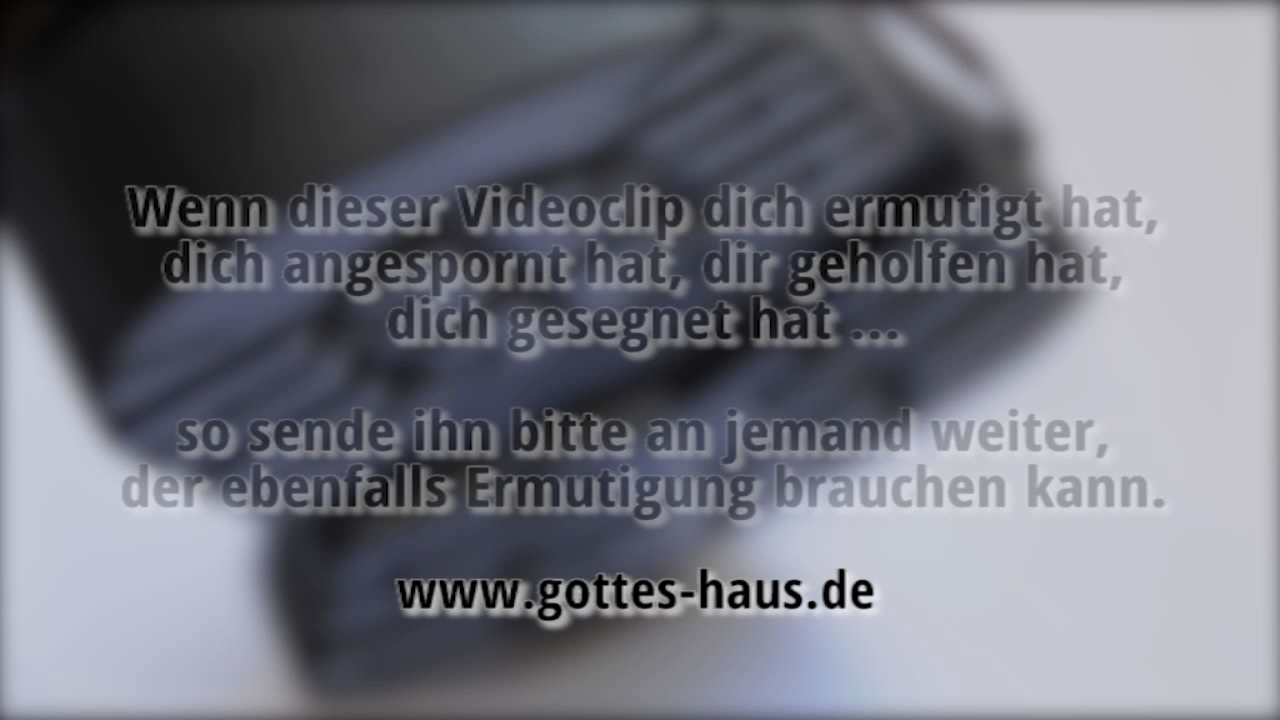 Wenn dieser Videoclip dich ermutigt hat,
dich angespornt hat, dir geholfen hat,
dich gesegnet hat ...
so sende ihn bitte an jemand weiter,
der ebenfalls Ermutigung brauchen kann.
www.gottes-haus.de